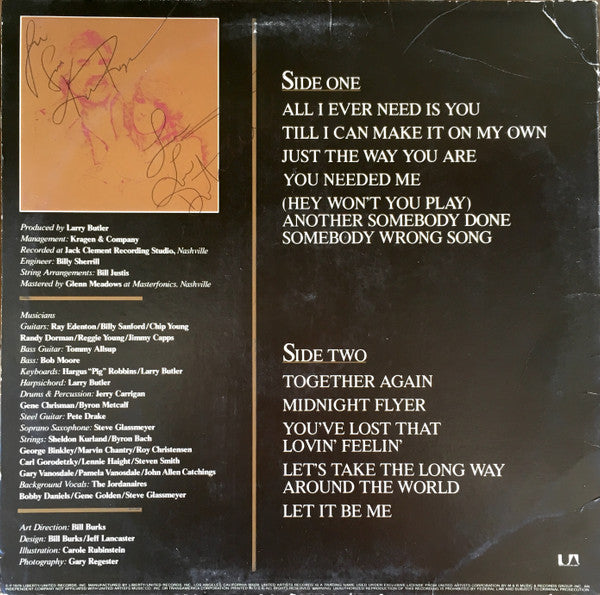 Produced by Larry Butler
Management: Kragen & Company
Recorded at Jack Clement Recording Studio, Nashville
Engineer: Billy Sherrill
String Arrangements: Bill Justis
Mastered by Glenn Meadows at Masterfonics, Nashville
Musicians
Guitars: Ray Edenton/Billy Sanford/Chip Young
Randy Dorman/Reggie Young/Jimmy Capps
Bass Guitar: Tommy Allsup
Bass: Bob Moore
Keyboards: Hargus "Pig" Robbins/Larry Butler
Harpsichord: Larry Butler
Drums & Percussion: Jerry Carrigan
Gene Chrisman/Byron Metcalf
Steel Guitar: Pete Drake
Soprano Saxophone: Steve Glassmeyer
Strings: Sheldon Kurland/Byron Bach
George Binkley/Marvin Chantry/Roy Christensen
Carl Gorodetzky/Lennie Haight/Steven Smith
Gary Vanosdale/Pamela Vanosdale/John Allen Catchings
Background Vocals: The Jordanaires
Bobby Daniels/Gene Golden/Steve Glassmeyer
Art Direction: Bill Burks
Design: Bill Burks/Jeff Lancaster
Illustration: Carole Rubinstein
Photography: Gary Regester
SIDE ONE
ALL I EVER NEED IS YOU
TILL I CAN MAKE IT ON MY OWN
JUST THE WAY YOU ARE
YOU NEEDED ME
(HEY WON'T YOU PLAY)
ANOTHER SOMEBODY DONE
SOMEBODY WRONG SONG
SIDE TWO
TOGETHER AGAIN
MIDNIGHT FLYER
YOU'VE LOST THAT
LOVIN' FEELIN'
LET'S TAKE THE LONG WAY
AROUND THE WORLD
LET IT BE ME